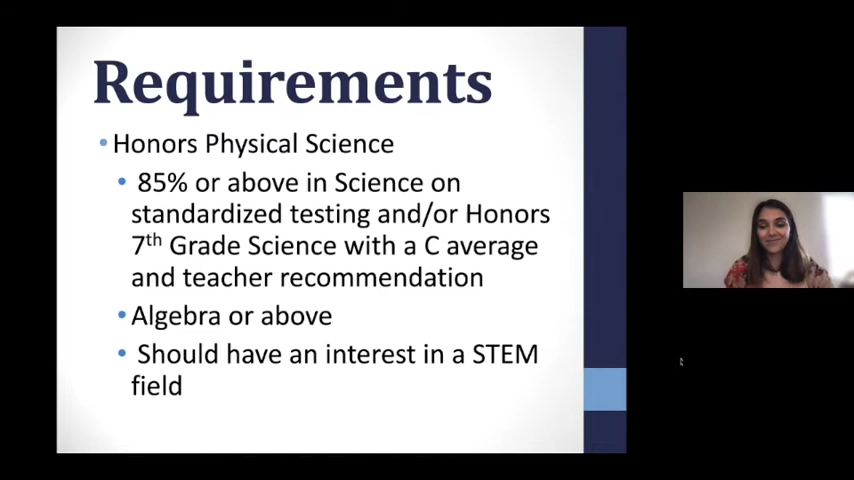 Requirements
• Honors Physical Science
• 85% or above in Science on
standardized testing and/or Honors
7th Grade Science with a C average
and teacher recommendation
• Algebra or above
• Should have an interest in a STEM
field